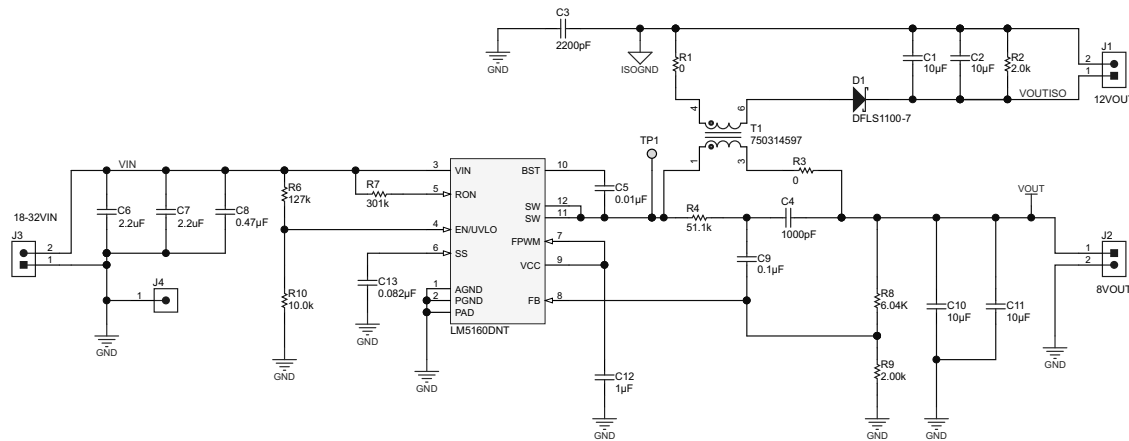 C3
2200pF
GND
ISOGND
R1
0
C1
10µF
C2
10µF
R2
2.0k
J1
2
1
12VOUT
VOUTISO
D1
DFLS1100-7
4
6
T1
750314597
1
3
TP1
R3
0
VIN
18-32VIN
J3
2
1
C6
2.2uF
C7
2.2uF
C8
0.47µF
J4
1
GND
R6
127k
R7
301k
R10
10.0k
GND
C13
0.082µF
GND
3
VIN
5
RON
4
EN/UVLO
6
SS
1
AGND
2
PGND
PAD
LM5160DNT
GND
BST
10
SW
12
SW
11
FPWM
7
VCC
9
FB
8
C5
0.01µF
C12
1µF
GND
R4
51.1k
C4
1000pF
C9
0.1µF
R8
6.04K
R9
2.00k
GND
C10
10µF
C11
10µF
GND
VOUT
J2
1
2
8VOUT
GND